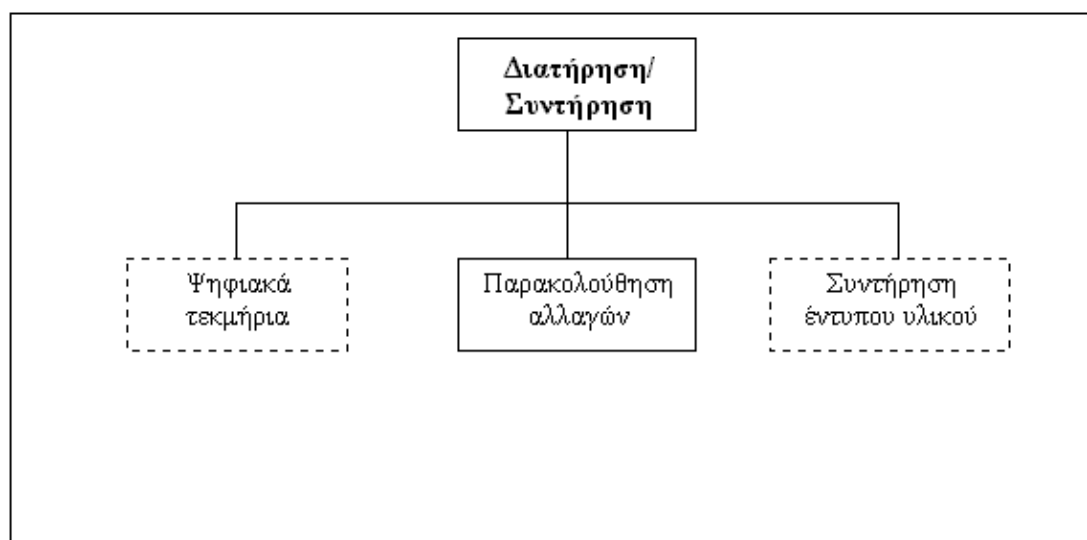 Διατήρηση/
Συντήρηση
Ψηφιακά
τεκμήρια
Παρακολούθηση
αλλαγών
Συντήρηση
έντυπου υλικού